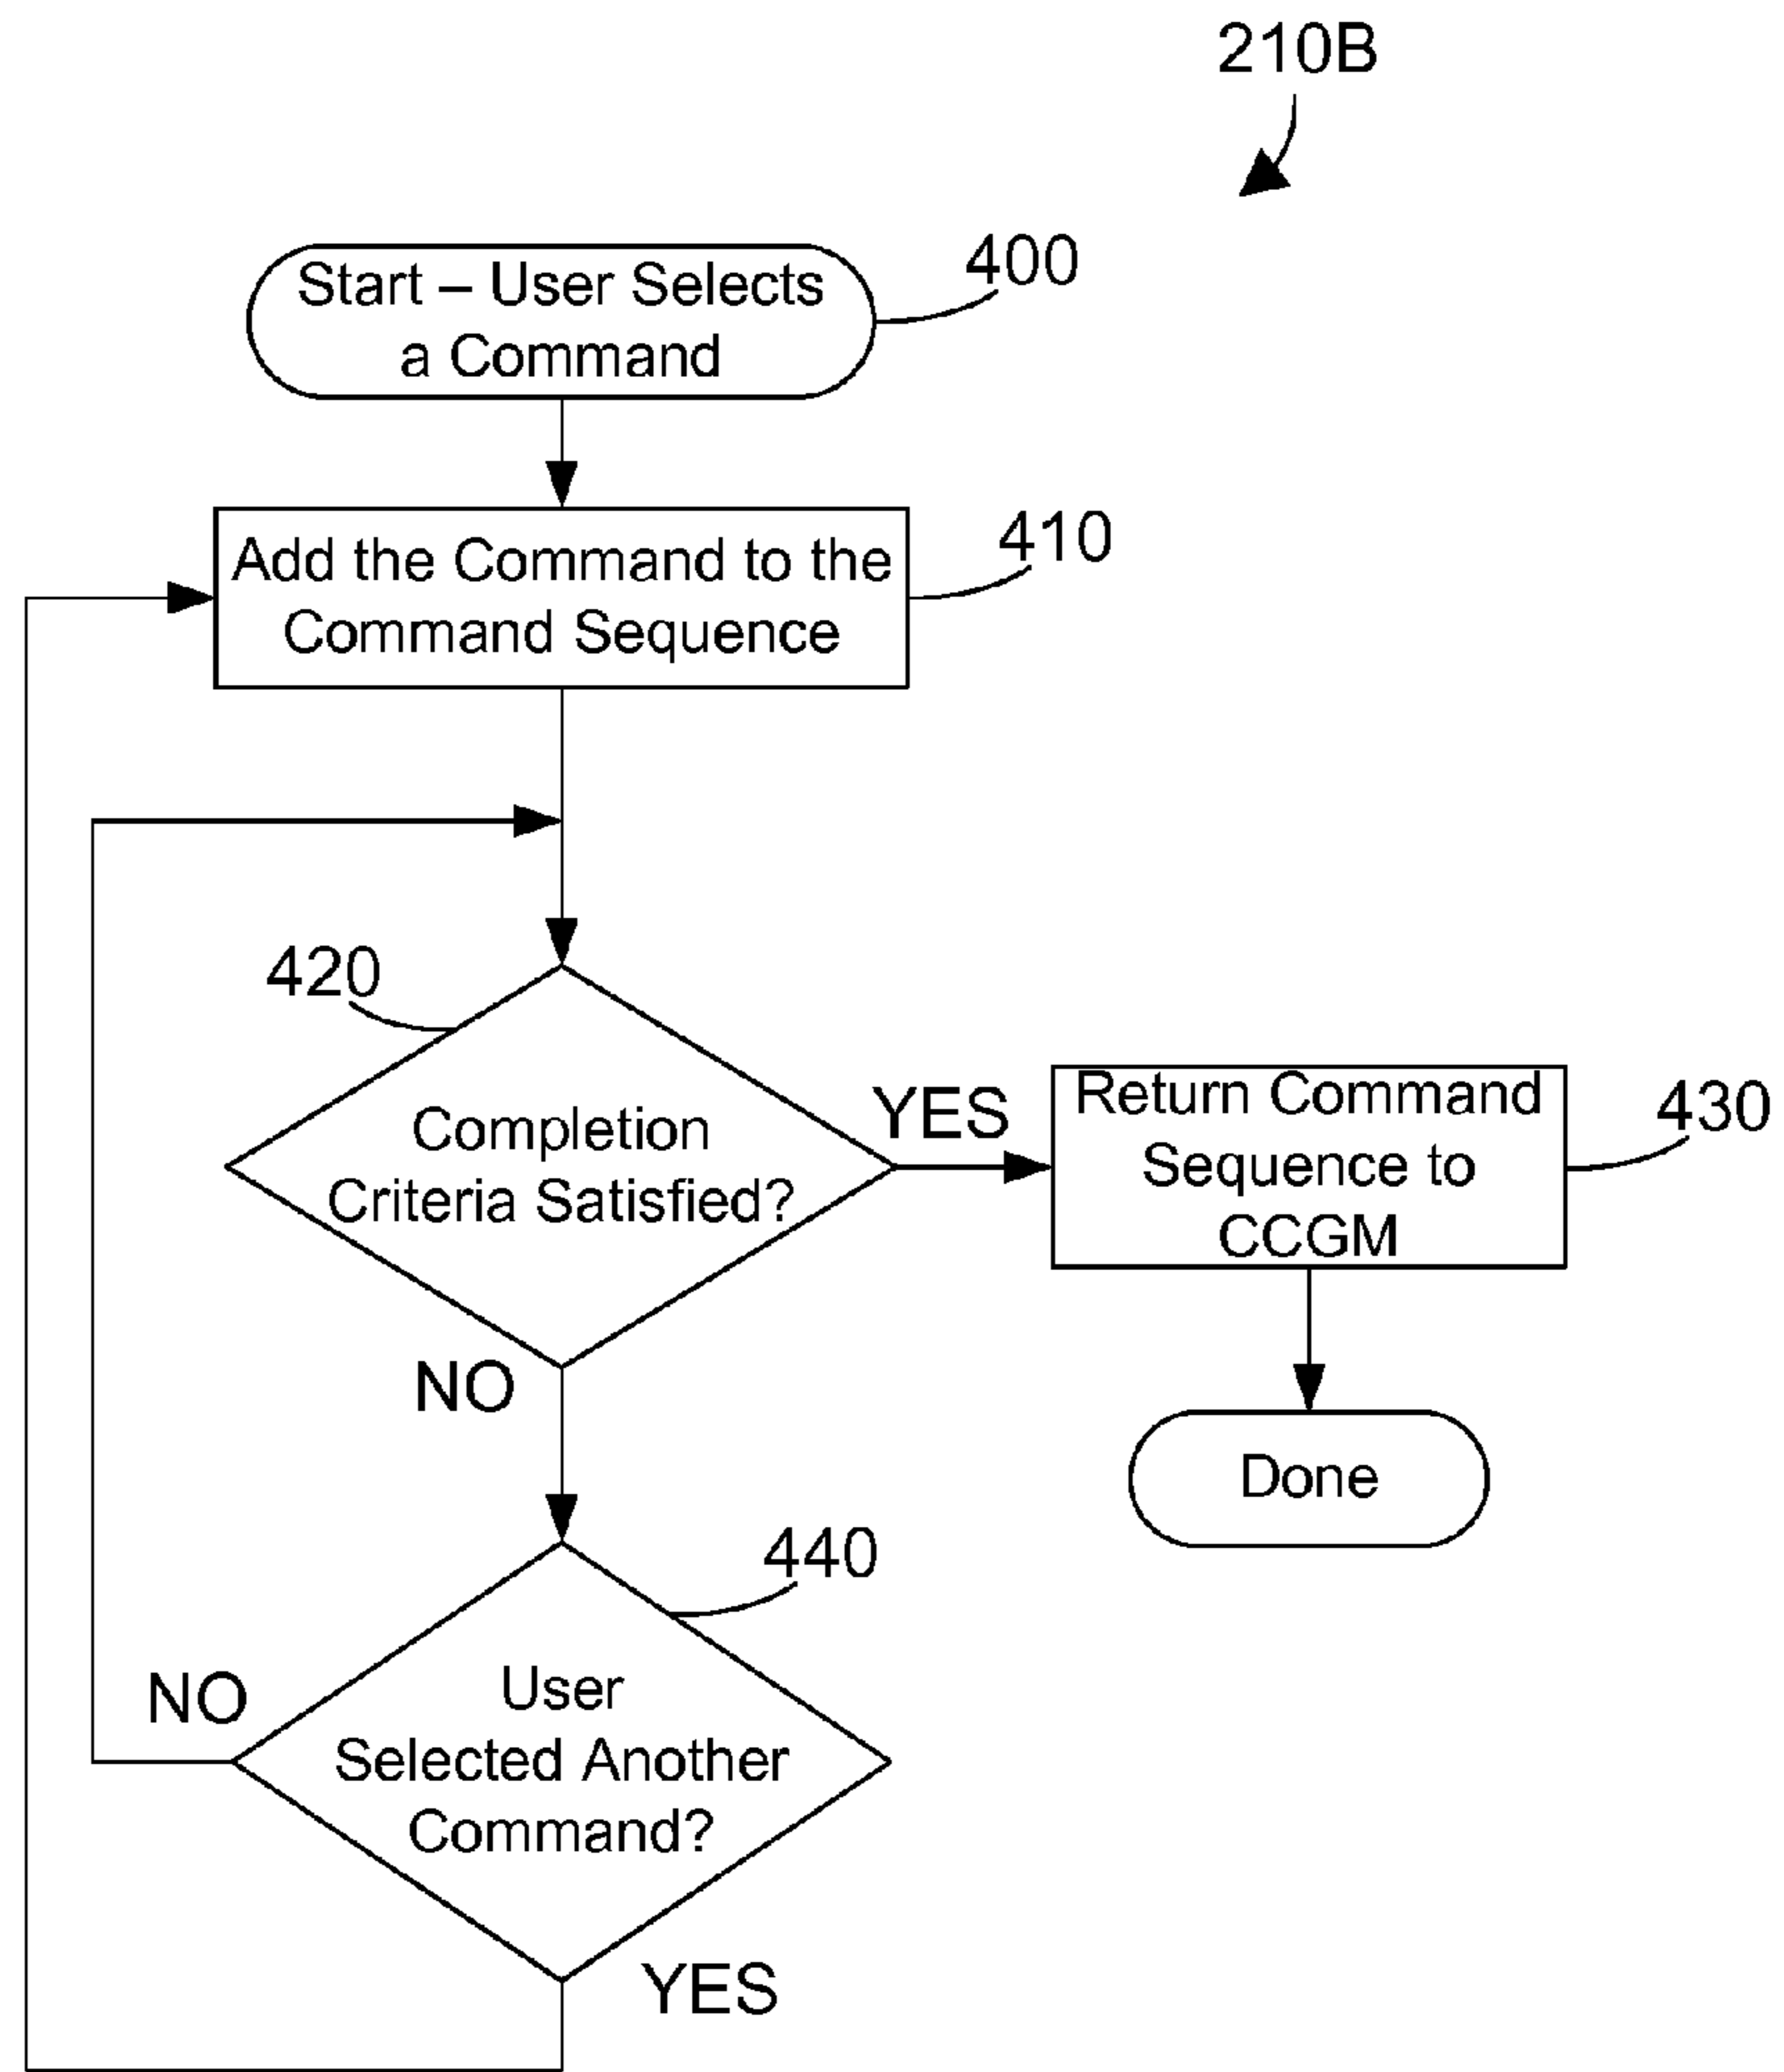 210B
400
Start – User Selects
a Command
410
Add the Command to the
Command Sequence
420
Completion
Criteria Satisfied?
YES
430
Return Command
Sequence to
CCGM
NO
Done
440
User
Selected Another
Command?
NO
YES